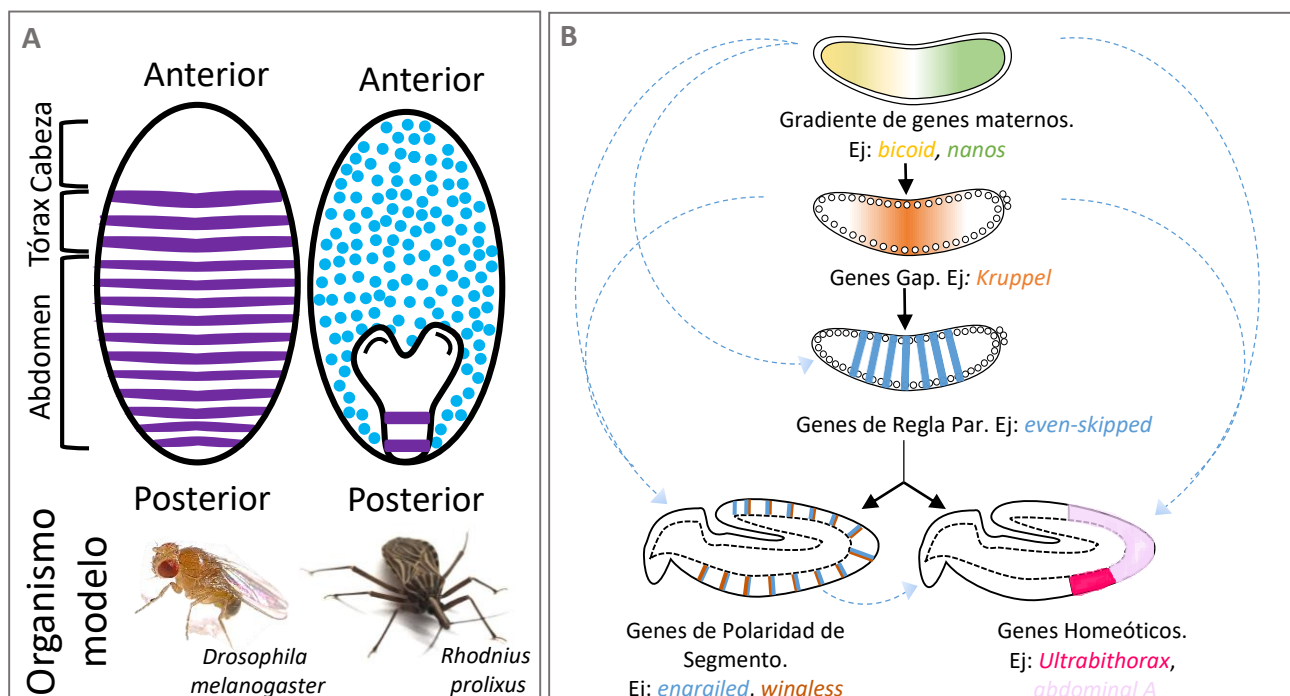 A
Anterior
Anterior
Cabeza
Tórax
Abdomen
Posterior
Posterior
Organismo
modelo
Drosophila
melanogaster
Rhodnius
prolixus
B
Gradiente de genes maternos.
Ej: bicoid, nanos
Genes Gap. Ej: Kruppel
Genes de Regla Par. Ej: even-skipped
Genes de Polaridad de
Segmento.
Ej: engrailed, wingless
Genes Homeóticos.
Ej: Ultrabithorax,
abdominal A